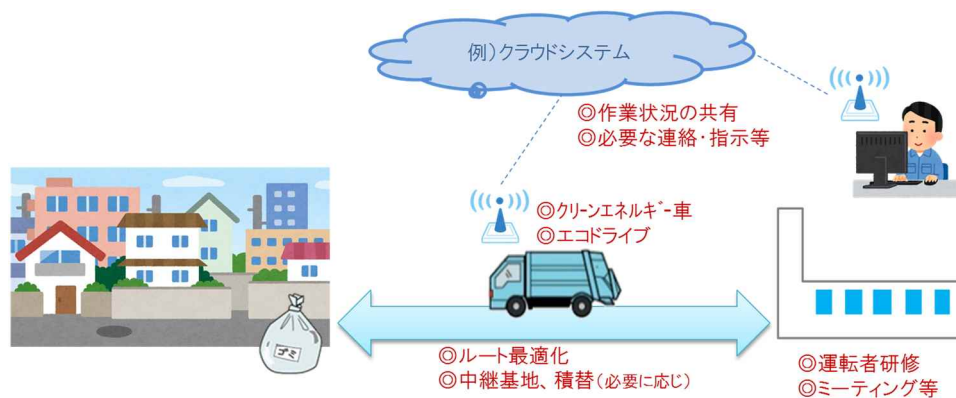 例)クラウドシステム
◎作業状況の共有
◎必要な連絡・指示等
◎クリーンエネルギー車
◎エコドライブ
ゴミ
◎ルート最適化
◎中継基地、積替(必要に応じ)
◎運転者研修
◎ミーティング等